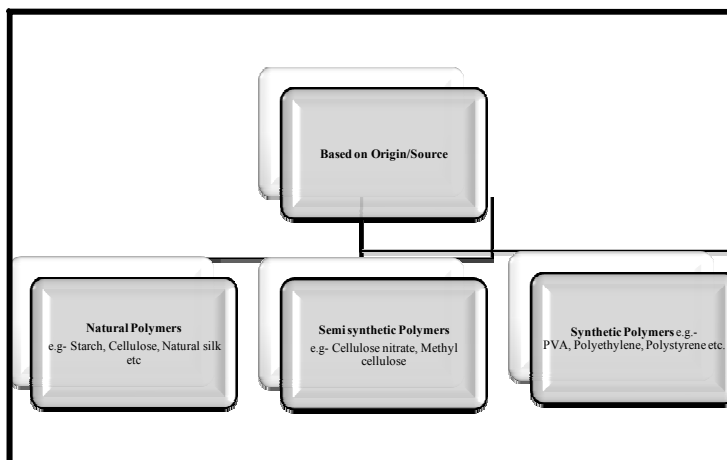 Based on Origin/Source
Natural Polymers
e.g- Starch, Cellulose, Natural silk
etc
Semi synthetic Polymers
e.g- Cellulose nitrate, Methyl
cellulose
Synthetic Polymers e.g.-
PVA, Polyethylene, Polystyrene etc.